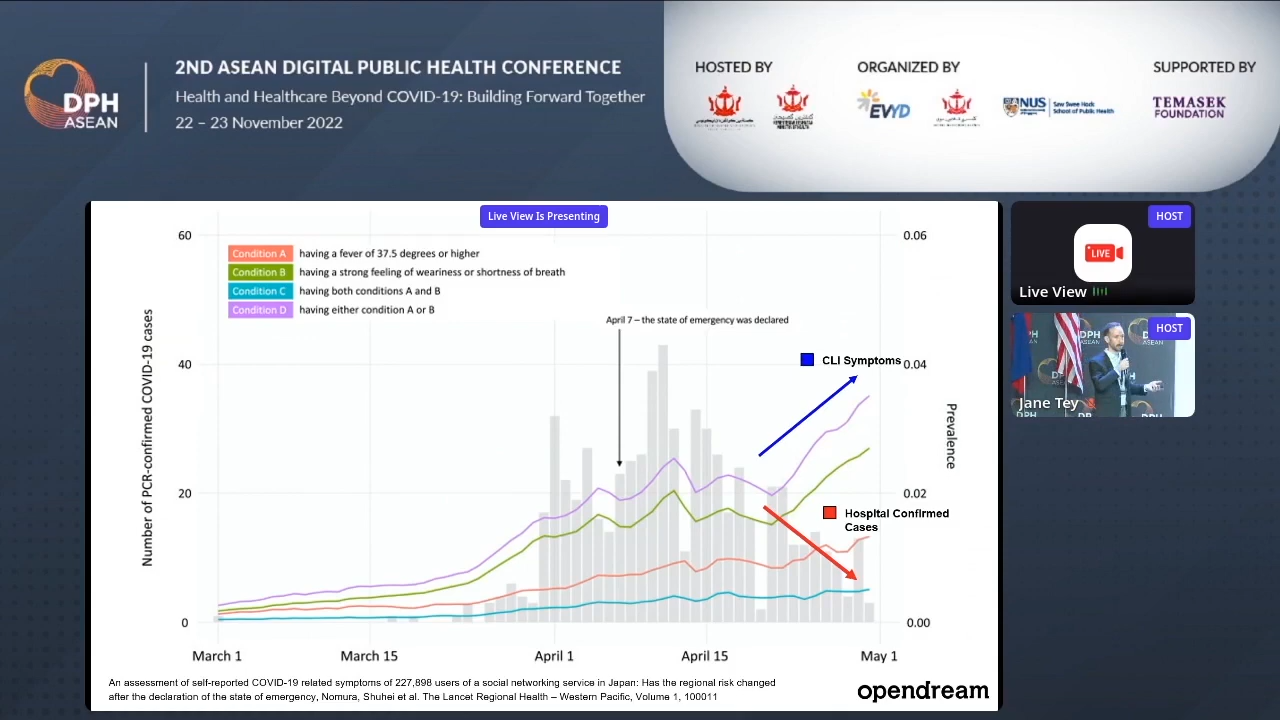 DPH
ASEAN
2ND ASEAN DIGITAL PUBLIC HEALTH CONFERENCE
Health and Healthcare Beyond COVID-19: Building Forward Together
22 – 23 November 2022
HOSTED BY
ORGANIZED BY
SUPPORTED BY
EVYD
NUS
Saw Swee Hock
School of Public Health
TEMASEK
FOUNDATION
Live View Is Presenting
60
0.06
Condition A having a fever of 37.5 degrees or higher
Condition B having a strong feeling of weariness or shortness of breath
Condition C having both conditions A and B
Condition D having either condition A or B
April 7 – the state of emergency was declared
CLI Symptoms
40
0.04
Number of PCR-confirmed COVID-19 cases
Prevalence
20
0.02
Hospital Confirmed
Cases
0
0.00
March 1
March 15
April 1
April 15
May 1
An assessment of self-reported COVID-19 related symptoms of 227,898 users of a social networking service in Japan: Has the regional risk changed
after the declaration of the state of emergency, Nomura, Shuhei et al. The Lancet Regional Health – Western Pacific, Volume 1, 100011
opendream
HOST
LIVE
Live View
HOST
DPH
ASEAN
DPH
Jane Tey